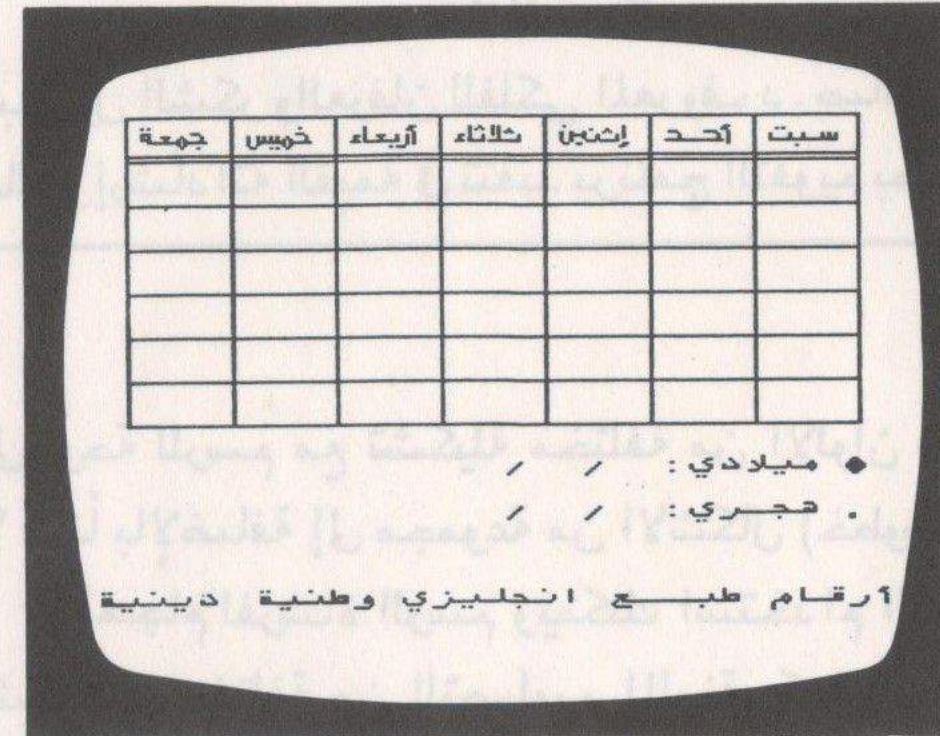 سبت أحد إثنين ثلاثاء أربعاء خميس جمعة
● ميلادي: / /
. هجري: / /
أرقام طبع انجليزي وطنية دينية